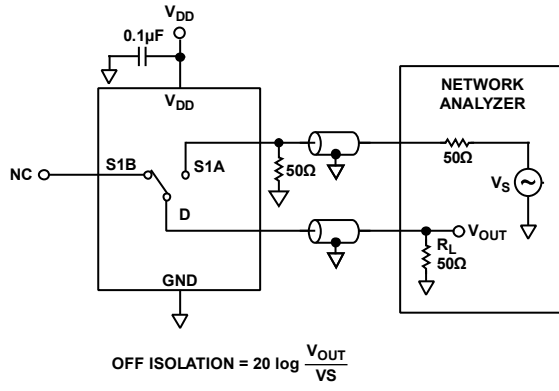 VDD
0.1µF
VDD
NETWORK
ANALYZER
S1B
S1A
NC
50Ω
50Ω
VS
D
VOUT
RL
50Ω
GND
OFF ISOLATION = 20 log VOUT
VS